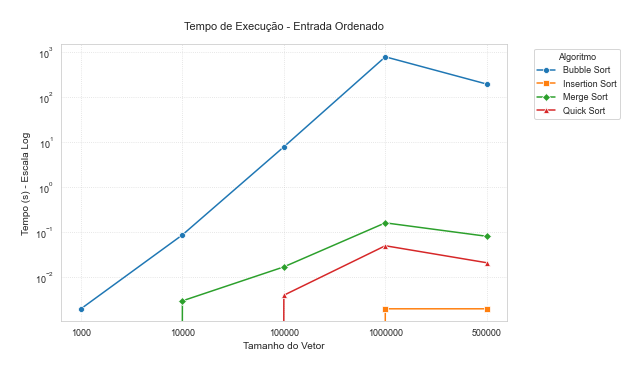 Tempo de Execução - Entrada Ordenado
Algoritmo
Bubble Sort
Insertion Sort
Merge Sort
Quick Sort
Tempo (s) - Escala Log
10³
10²
10¹
10⁰
10⁻¹
10⁻²
1000
10000
100000
1000000
500000
Tamanho do Vetor